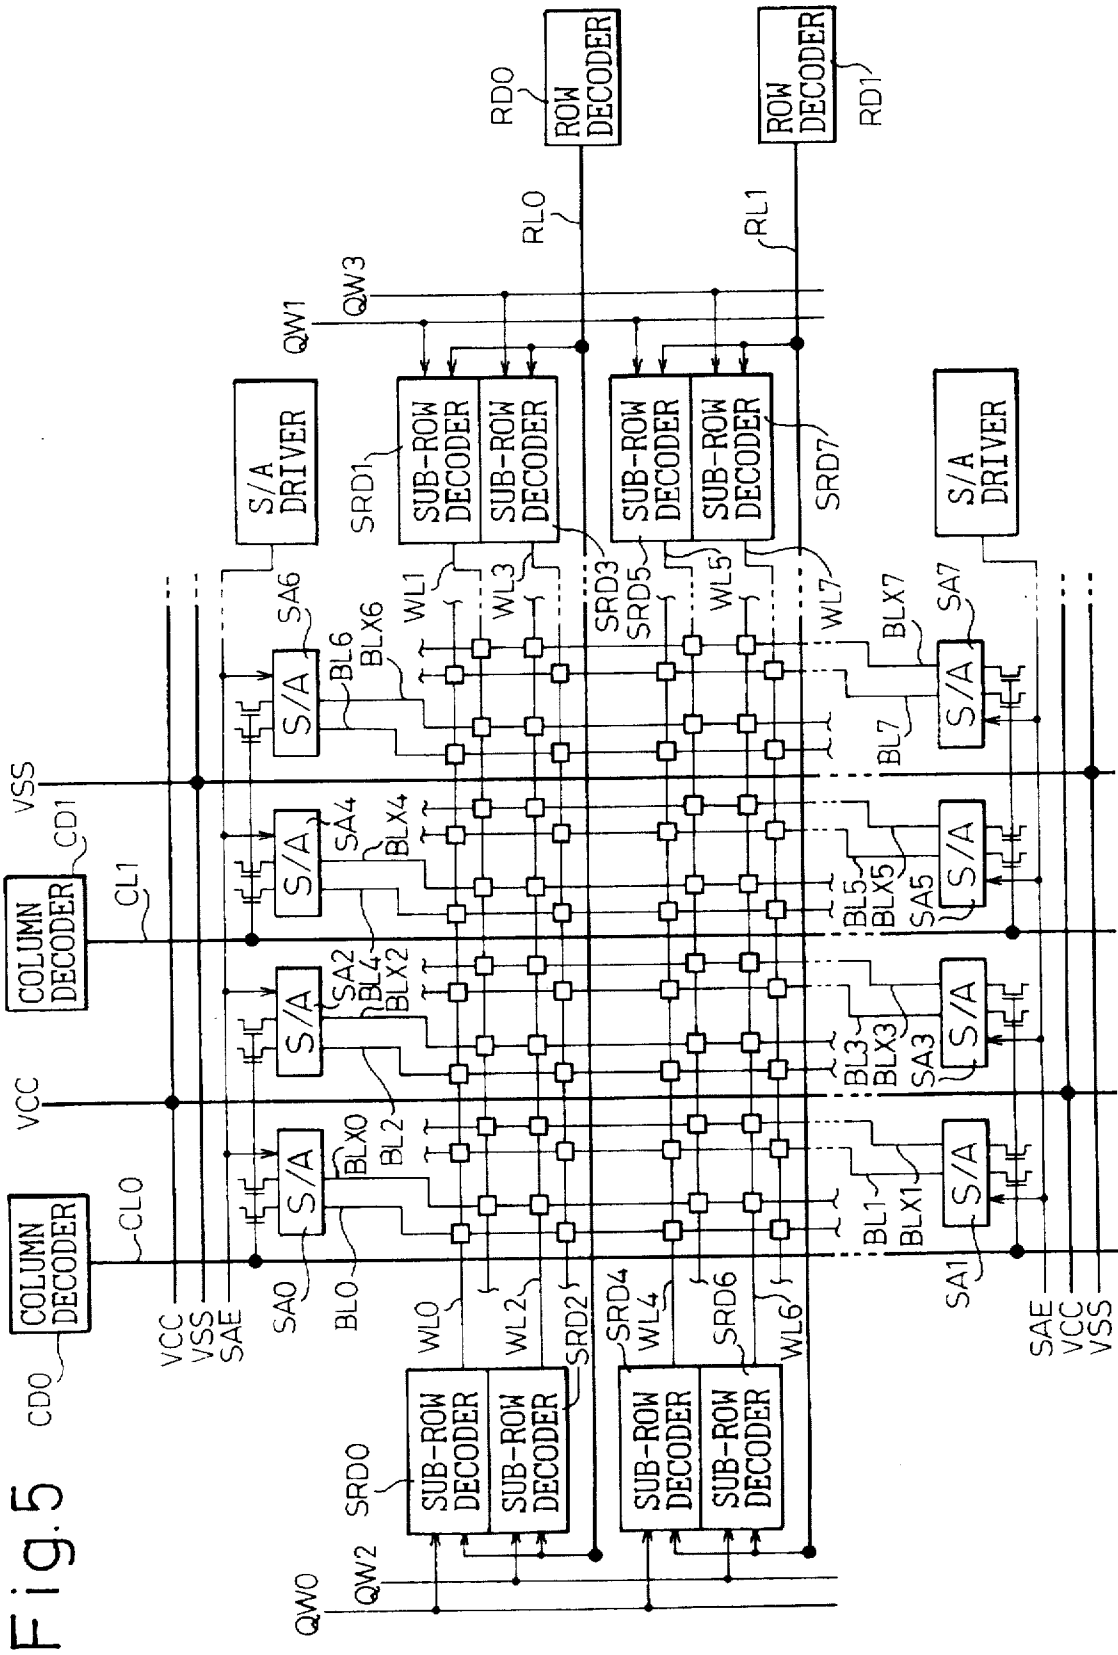 Fig.5
CD0
COLUMN
DECODER
CL0
VCC
COLUMN
DECODER
CD1
CL1
VSS
VCC
VSS
SAE
S/A
DRIVER
SA0
S/A
BL0
BLX0
S/A
SA2
BL2
BLX2
S/A
SA4
BL4
BLX4
S/A
SA6
BL6
BLX6
QW0
QW2
QW1
QW3
SRD0
SUB-ROW
DECODER
SUB-ROW
DECODER
SRD2
WL0
WL2
WL1
WL3
SRD1
SUB-ROW
DECODER
SUB-ROW
DECODER
SRD3
RL0
RD0
ROW
DECODER
SRD4
SUB-ROW
DECODER
SUB-ROW
DECODER
SRD6
WL4
WL6
WL5
WL7
SRD5
SUB-ROW
DECODER
SUB-ROW
DECODER
SRD7
RL1
ROW
DECODER
RD1
BL1
BLX1
SA1
S/A
BL3
BLX3
SA3
S/A
BL5
BLX5
SA5
S/A
BL7
BLX7
SA7
S/A
S/A
DRIVER
SAE
VCC
VSS